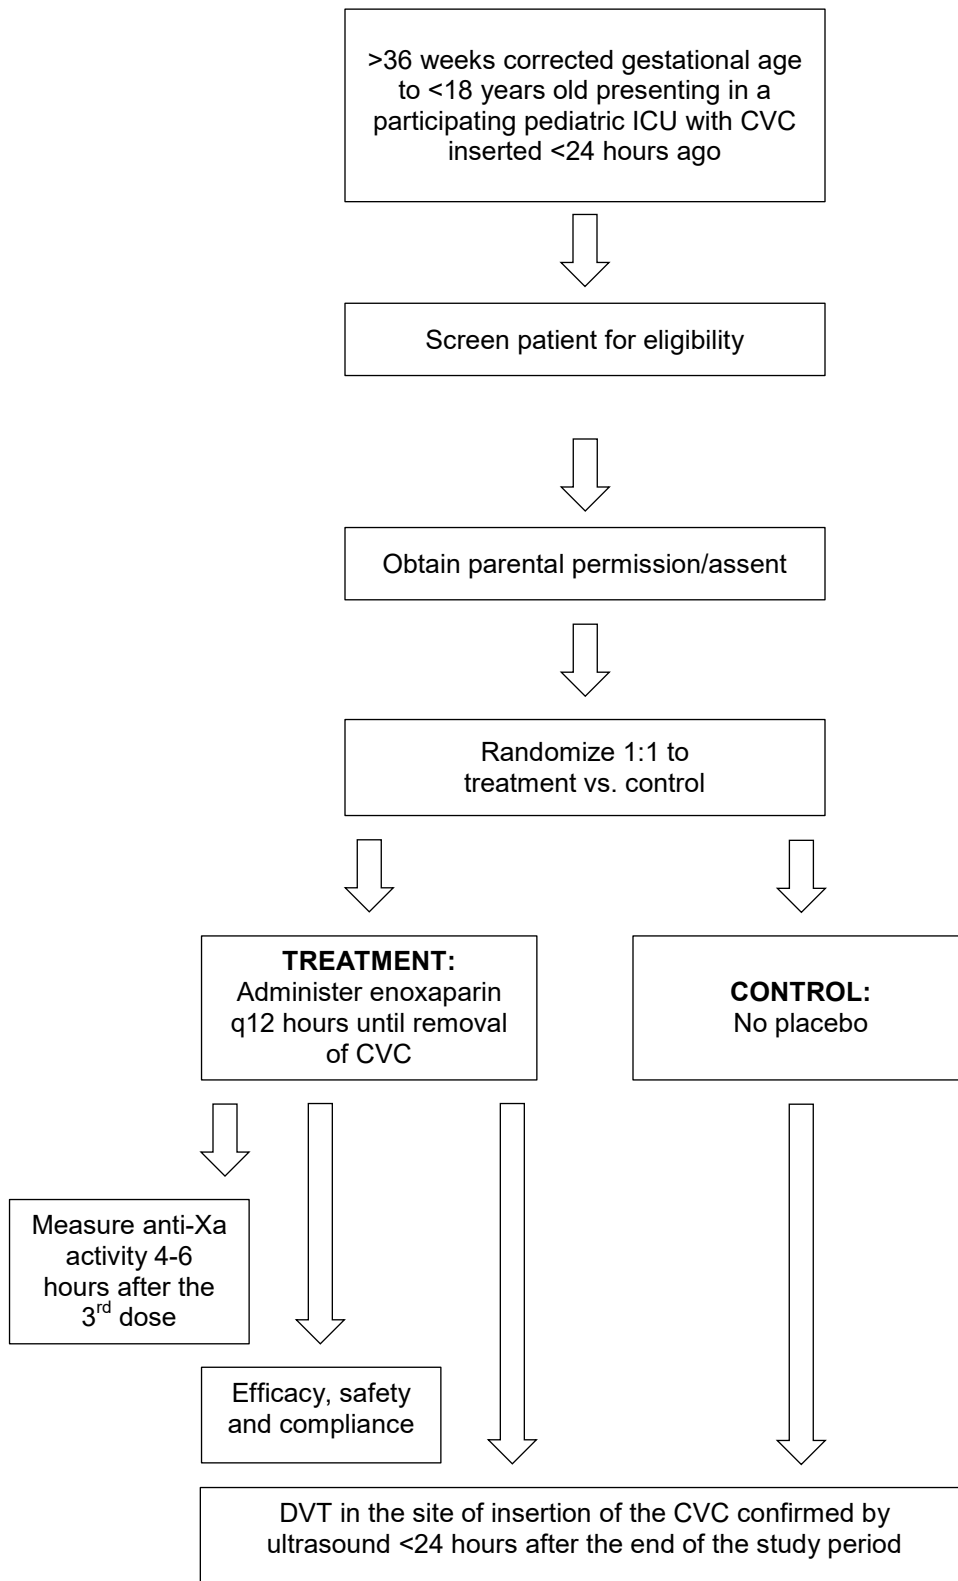 >36 weeks corrected gestational age
to <18 years old presenting in a
participating pediatric ICU with CVC
inserted <24 hours ago
Screen patient for eligibility
Obtain parental permission/assent
Randomize 1:1 to
treatment vs. control
TREATMENT:
Administer enoxaparin
q12 hours until removal
of CVC
CONTROL:
No placebo
Measure anti-Xa
activity 4-6
hours after the
3rd dose
Efficacy, safety
and compliance
DVT in the site of insertion of the CVC confirmed by
ultrasound <24 hours after the end of the study period